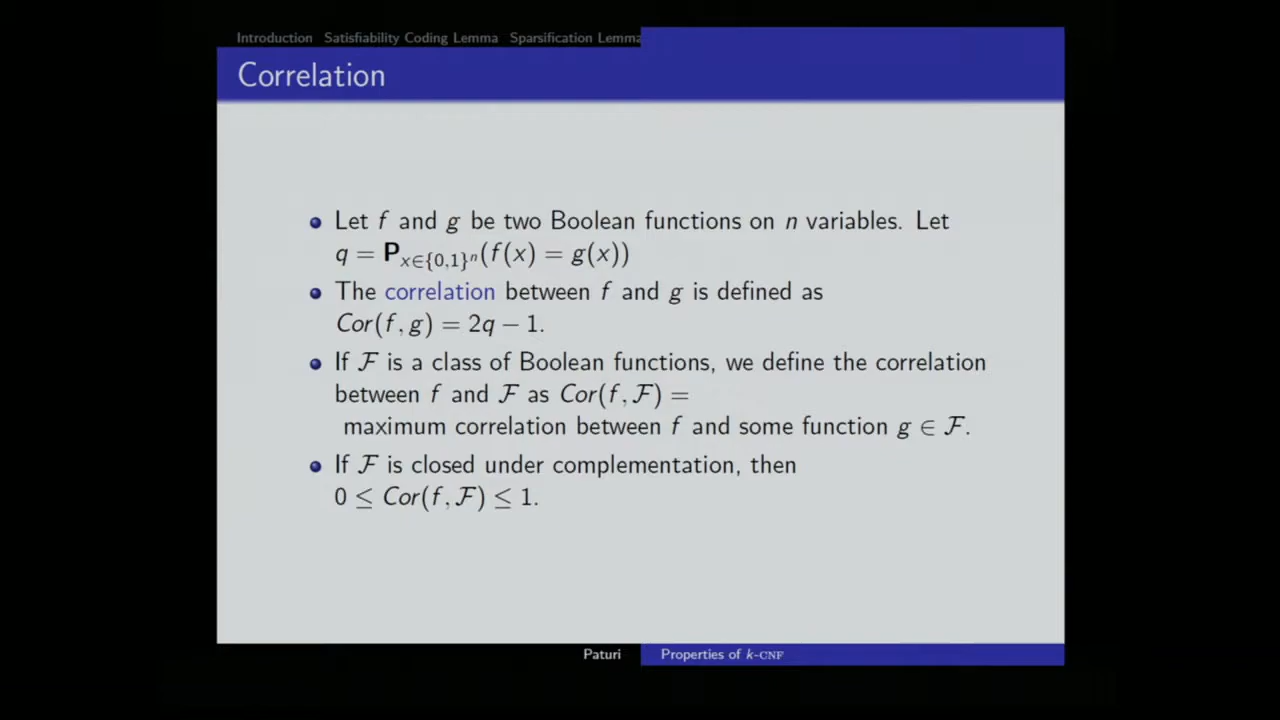 Introduction Satisfiability Coding Lemma Sparsification Lemma
Correlation
Let f and g be two Boolean functions on n variables. Let
q = P_{x∈{0,1}^n}(f(x) = g(x))
The correlation between f and g is defined as
Cor(f, g) = 2q − 1.
If ℱ is a class of Boolean functions, we define the correlation
between f and ℱ as Cor(f, ℱ) =
maximum correlation between f and some function g ∈ ℱ.
If ℱ is closed under complementation, then
0 ≤ Cor(f, ℱ) ≤ 1.
Paturi Properties of k-CNF